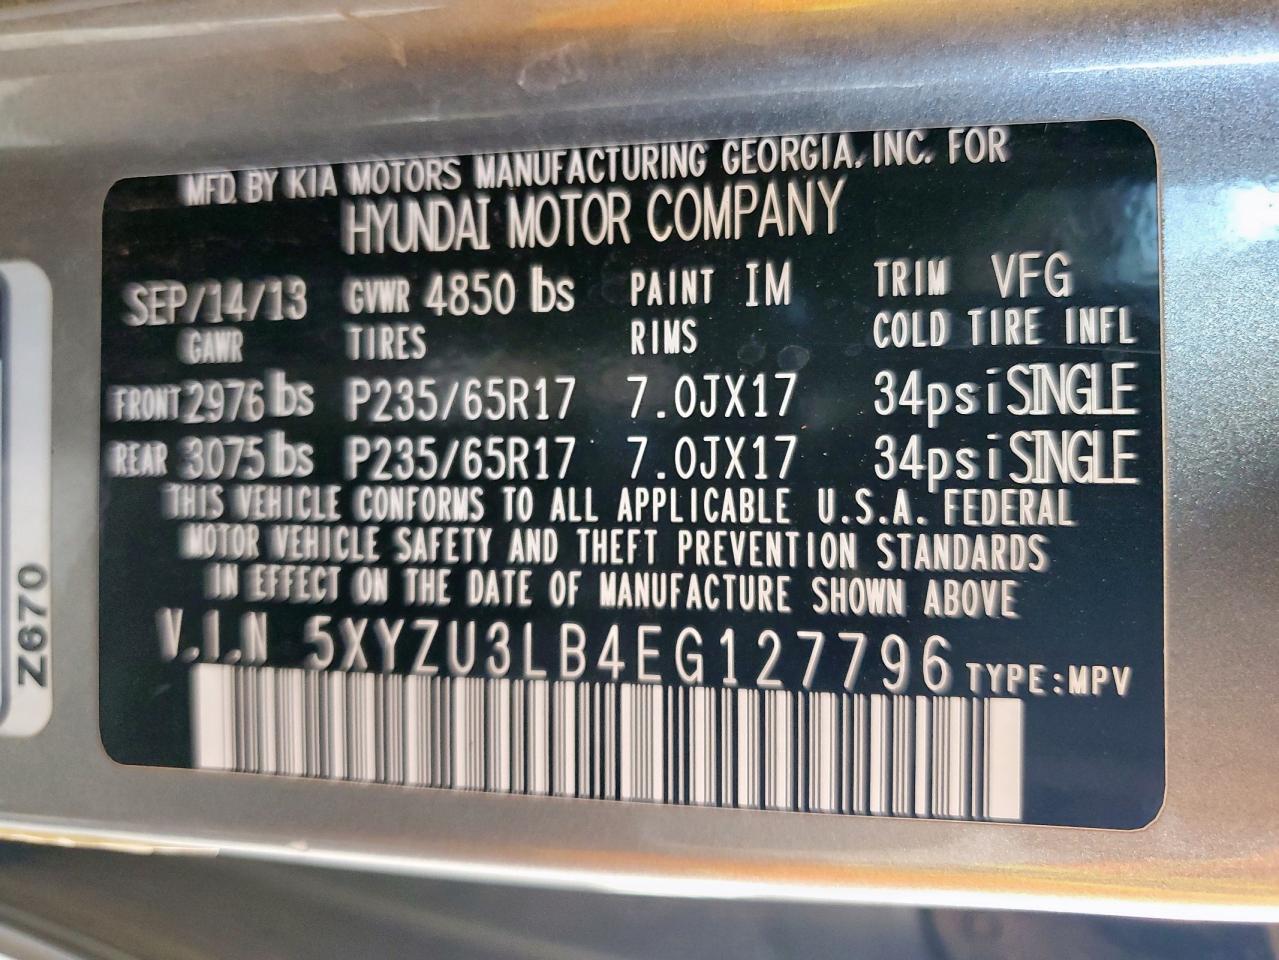 MFD. BY KIA MOTORS MANUFACTURING GEORGIA, INC. FOR
HYUNDAI MOTOR COMPANY
SEP/14/13 GVWR 4850 lbs PAINT IM TRIM VFG
GAWR TIRES RIMS COLD TIRE INFL
FRONT 2976 lbs P235/65R17 7.0JX17 34psi SINGLE
REAR 3075 lbs P235/65R17 7.0JX17 34psi SINGLE
THIS VEHICLE CONFORMS TO ALL APPLICABLE U.S.A. FEDERAL
MOTOR VEHICLE SAFETY AND THEFT PREVENTION STANDARDS
IN EFFECT ON THE DATE OF MANUFACTURE SHOWN ABOVE
V.I.N 5XYZU3LB4EG127796 TYPE:MPV
Z670